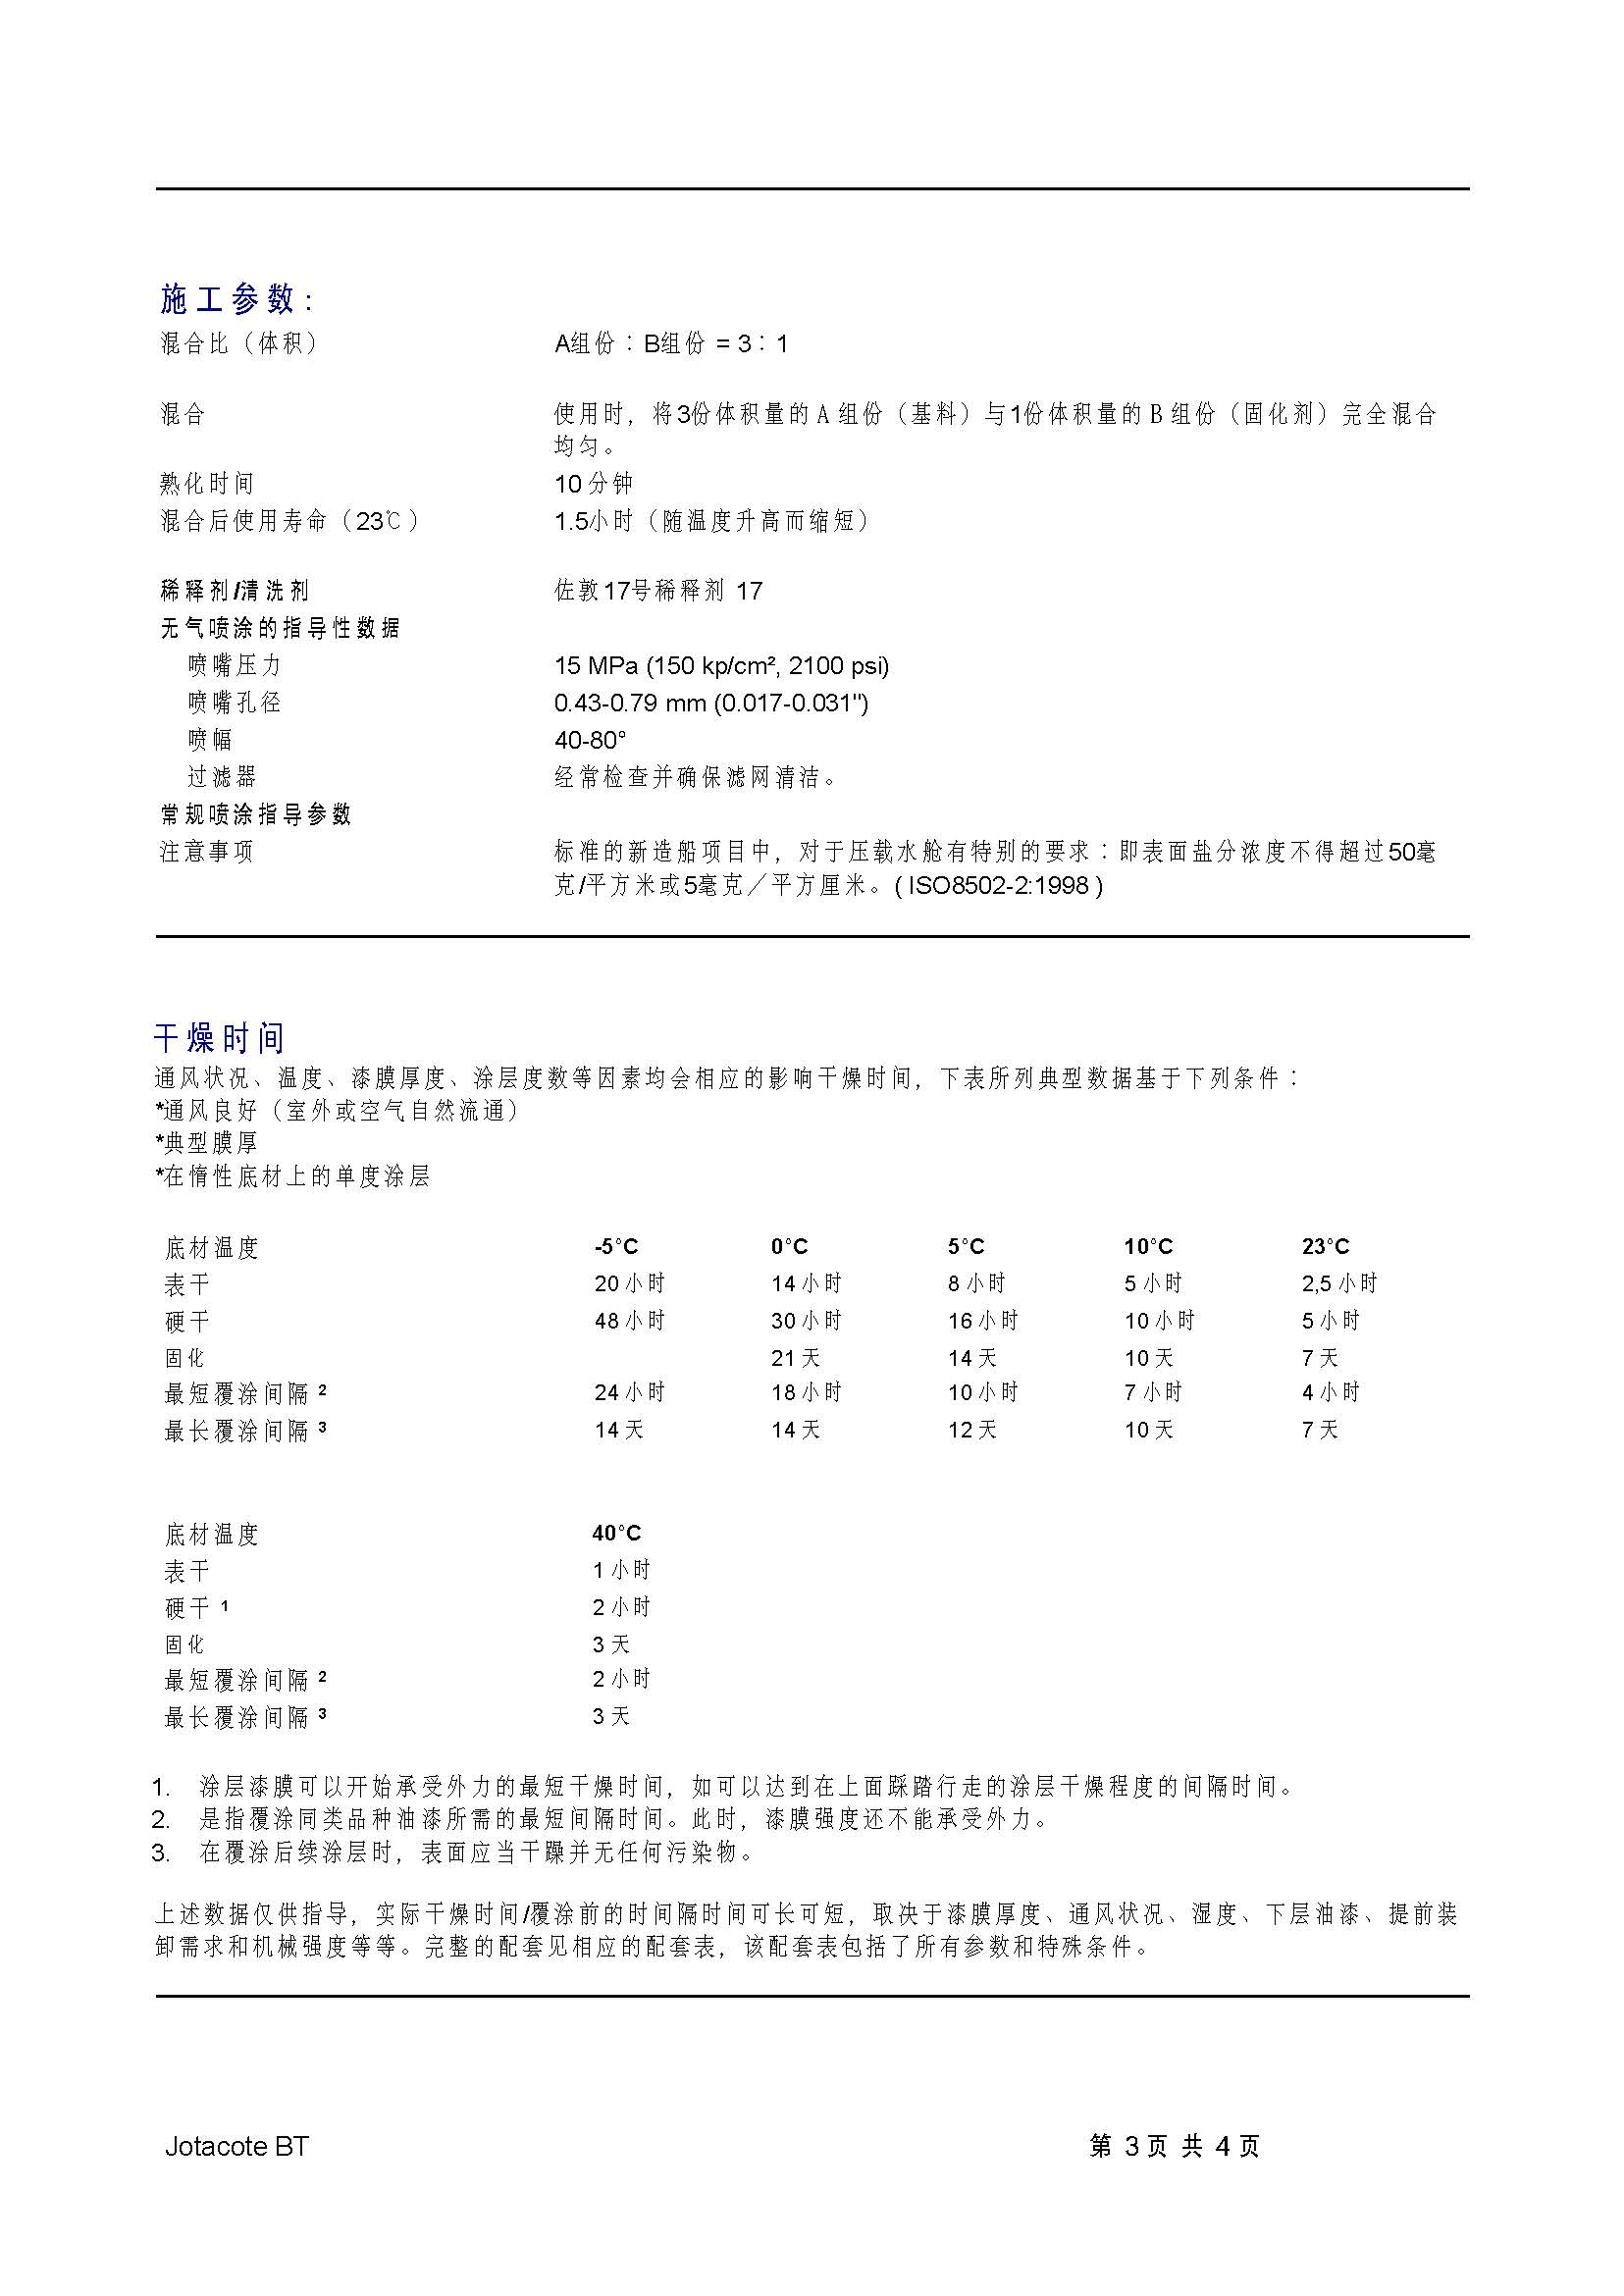 施工参数：
混合比（体积） A组份：B组份 = 3：1
混合 使用时，将3份体积量的A组份（基料）与1份体积量的B组份（固化剂）完全混合
均匀。
熟化时间 10 分钟
混合后使用寿命（23℃） 1.5小时（随温度升高而缩短）
稀释剂/清洗剂 佐敦17号稀释剂 17
无气喷涂的指导性数据
喷嘴压力 15 MPa (150 kp/cm², 2100 psi)
喷嘴孔径 0.43-0.79 mm (0.017-0.031")
喷幅 40-80°
过滤器 经常检查并确保滤网清洁。
常规喷涂指导参数
注意事项 标准的新造船项目中，对于压载水舱有特别的要求：即表面盐分浓度不得超过50毫
克/平方米或5毫克／平方厘米。( ISO8502-2:1998 )
干燥时间
通风状况、温度、漆膜厚度、涂层度数等因素均会相应的影响干燥时间，下表所列典型数据基于下列条件：
*通风良好（室外或空气自然流通）
*典型膜厚
*在惰性底材上的单度涂层
底材温度 -5°C 0°C 5°C 10°C 23°C
表干 20 小时 14 小时 8 小时 5 小时 2,5 小时
硬干 48 小时 30 小时 16 小时 10 小时 5 小时
固化 21 天 14 天 10 天 7 天
最短覆涂间隔 ² 24 小时 18 小时 10 小时 7 小时 4 小时
最长覆涂间隔 ³ 14 天 14 天 12 天 10 天 7 天
底材温度 40°C
表干 1 小时
硬干 ¹ 2 小时
固化 3 天
最短覆涂间隔 ² 2 小时
最长覆涂间隔 ³ 3 天
1. 涂层漆膜可以开始承受外力的最短干燥时间，如可以达到在上面踩踏行走的涂层干燥程度的间隔时间。
2. 是指覆涂同类品种油漆所需的最短间隔时间。此时，漆膜强度还不能承受外力。
3. 在覆涂后续涂层时，表面应当干躁并无任何污染物。
上述数据仅供指导，实际干燥时间/覆涂前的时间隔时间可长可短，取决于漆膜厚度、通风状况、湿度、下层油漆、提前装
卸需求和机械强度等等。完整的配套见相应的配套表，该配套表包括了所有参数和特殊条件。
Jotacote BT 第 3 页 共 4 页